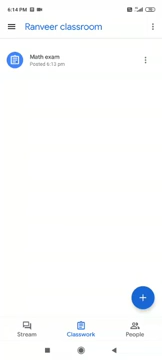 6:14 PM
Ranveer classroom
Math exam
Posted 6:13 pm
Stream
Classwork
People